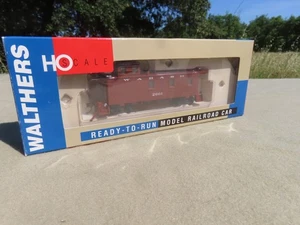 WALTHERS
HO SCALE
READY-TO-RUN MODEL RAILROAD CAR